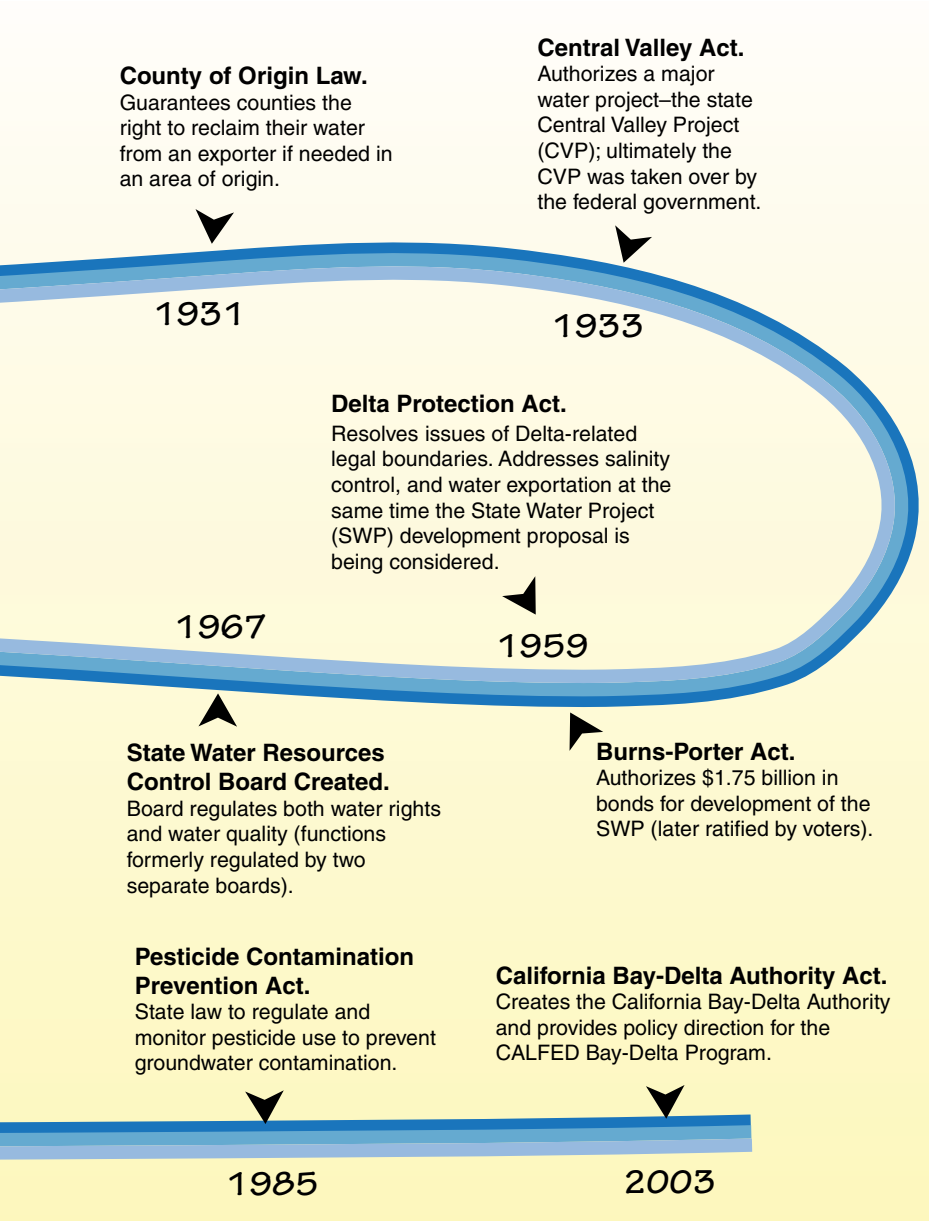 County of Origin Law.
Guarantees counties the
right to reclaim their water
from an exporter if needed in
an area of origin.
1931
Central Valley Act.
Authorizes a major
water project–the state
Central Valley Project
(CVP); ultimately the
CVP was taken over by
the federal government.
1933
Delta Protection Act.
Resolves issues of Delta-related
legal boundaries. Addresses salinity
control, and water exportation at the
same time the State Water Project
(SWP) development proposal is
being considered.
1959
Burns-Porter Act.
Authorizes $1.75 billion in
bonds for development of the
SWP (later ratified by voters).
1967
State Water Resources
Control Board Created.
Board regulates both water rights
and water quality (functions
formerly regulated by two
separate boards).
Pesticide Contamination
Prevention Act.
State law to regulate and
monitor pesticide use to prevent
groundwater contamination.
1985
California Bay-Delta Authority Act.
Creates the California Bay-Delta Authority
and provides policy direction for the
CALFED Bay-Delta Program.
2003